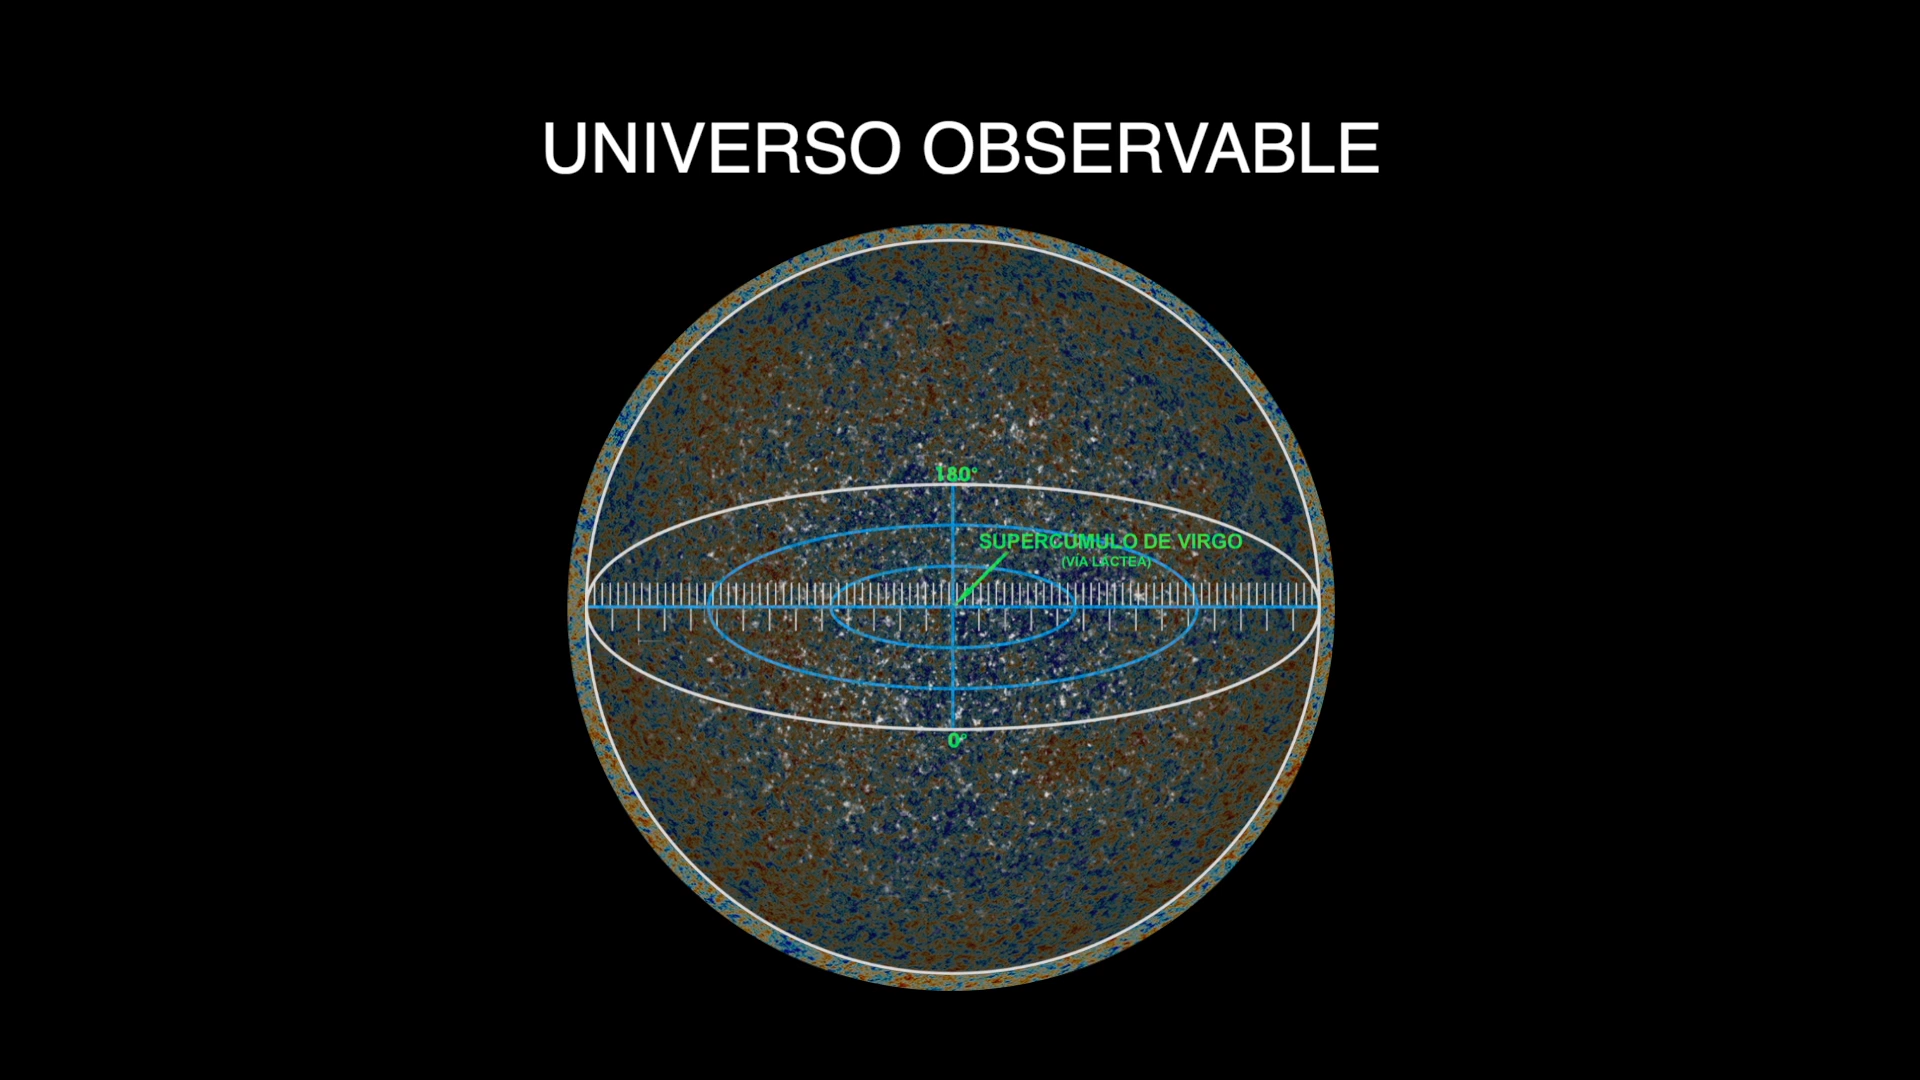 UNIVERSO OBSERVABLE
180°
SUPERCÚMULO DE VIRGO
(VÍA LÁCTEA)
0°